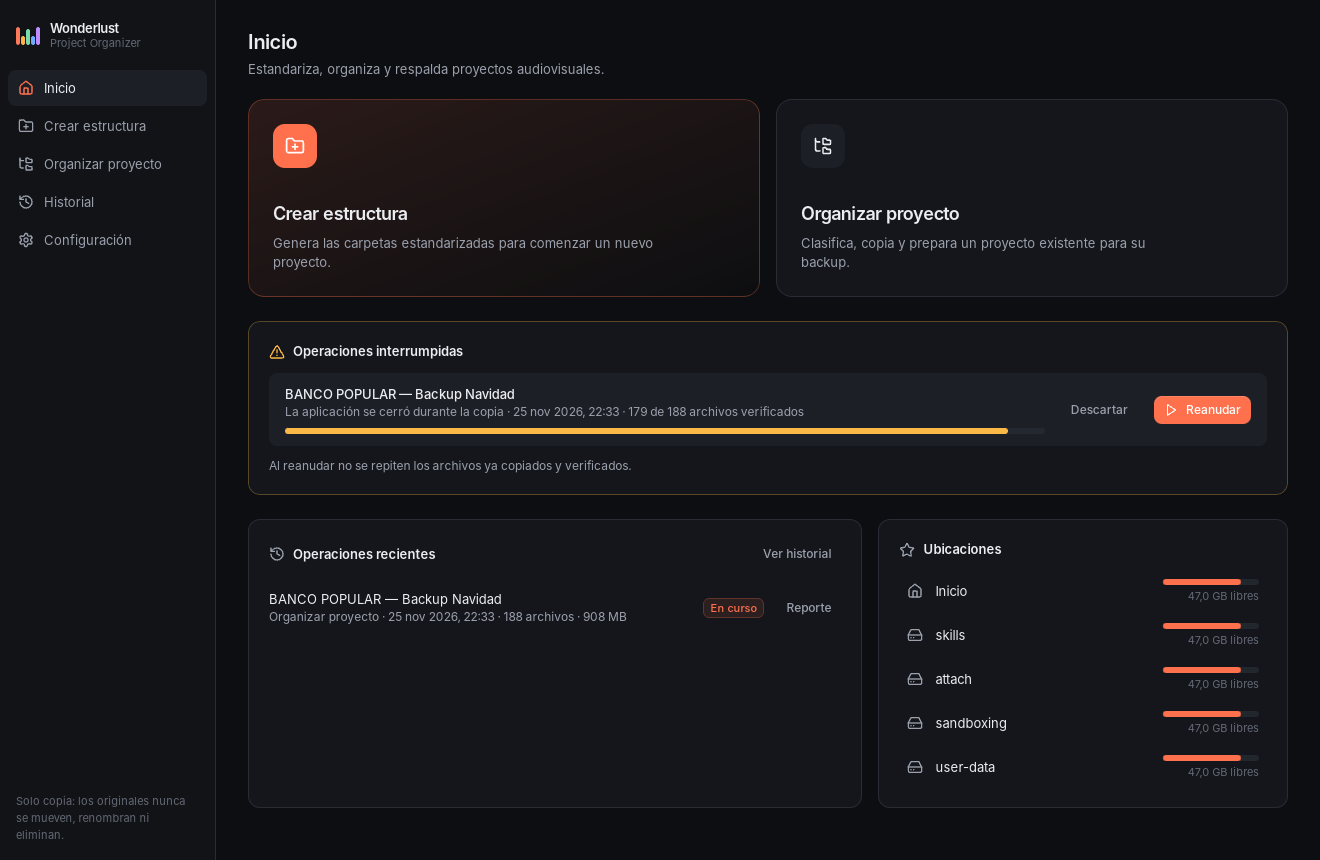 Wonderlust
Project Organizer
Inicio
Crear estructura
Organizar proyecto
Historial
Configuración
Solo copia: los originales nunca
se mueven, renombran ni
eliminan.
Inicio
Estandariza, organiza y respalda proyectos audiovisuales.
Crear estructura
Genera las carpetas estandarizadas para comenzar un nuevo
proyecto.
Organizar proyecto
Clasifica, copia y prepara un proyecto existente para su
backup.
Operaciones interrumpidas
BANCO POPULAR — Backup Navidad
La aplicación se cerró durante la copia · 25 nov 2026, 22:33 · 179 de 188 archivos verificados
Descartar
Reanudar
Al reanudar no se repiten los archivos ya copiados y verificados.
Operaciones recientes
Ver historial
BANCO POPULAR — Backup Navidad
Organizar proyecto · 25 nov 2026, 22:33 · 188 archivos · 908 MB
En curso
Reporte
Ubicaciones
Inicio
47,0 GB libres
skills
47,0 GB libres
attach
47,0 GB libres
sandboxing
47,0 GB libres
user-data
47,0 GB libres